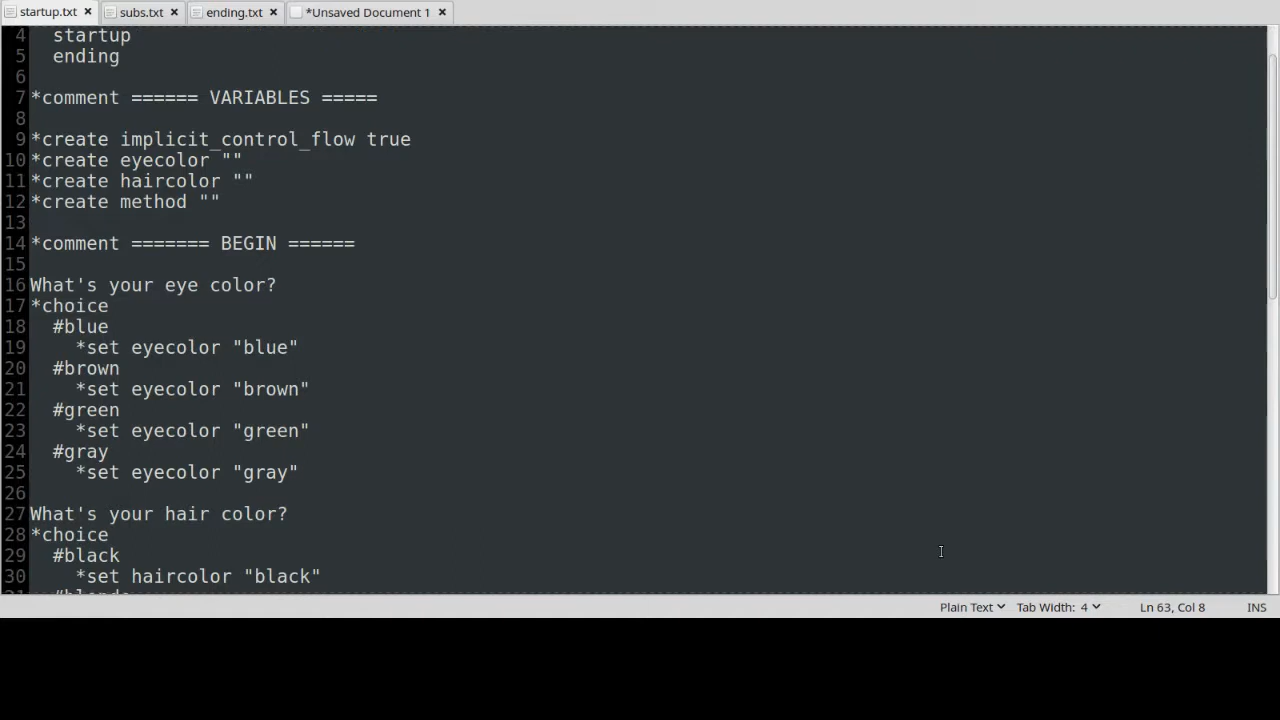 startup.txt × subs.txt × ending.txt × *Unsaved Document 1 ×
4 startup
5 ending
6
7 *comment ====== VARIABLES =====
8
9 *create implicit_control_flow true
10 *create eyecolor ""
11 *create haircolor ""
12 *create method ""
13
14 *comment ======= BEGIN ======
15
16 What's your eye color?
17 *choice
18 #blue
19 *set eyecolor "blue"
20 #brown
21 *set eyecolor "brown"
22 #green
23 *set eyecolor "green"
24 #gray
25 *set eyecolor "gray"
26
27 What's your hair color?
28 *choice
29 #black
30 *set haircolor "black"
Plain Text Tab Width: 4 Ln 63, Col 8 INS